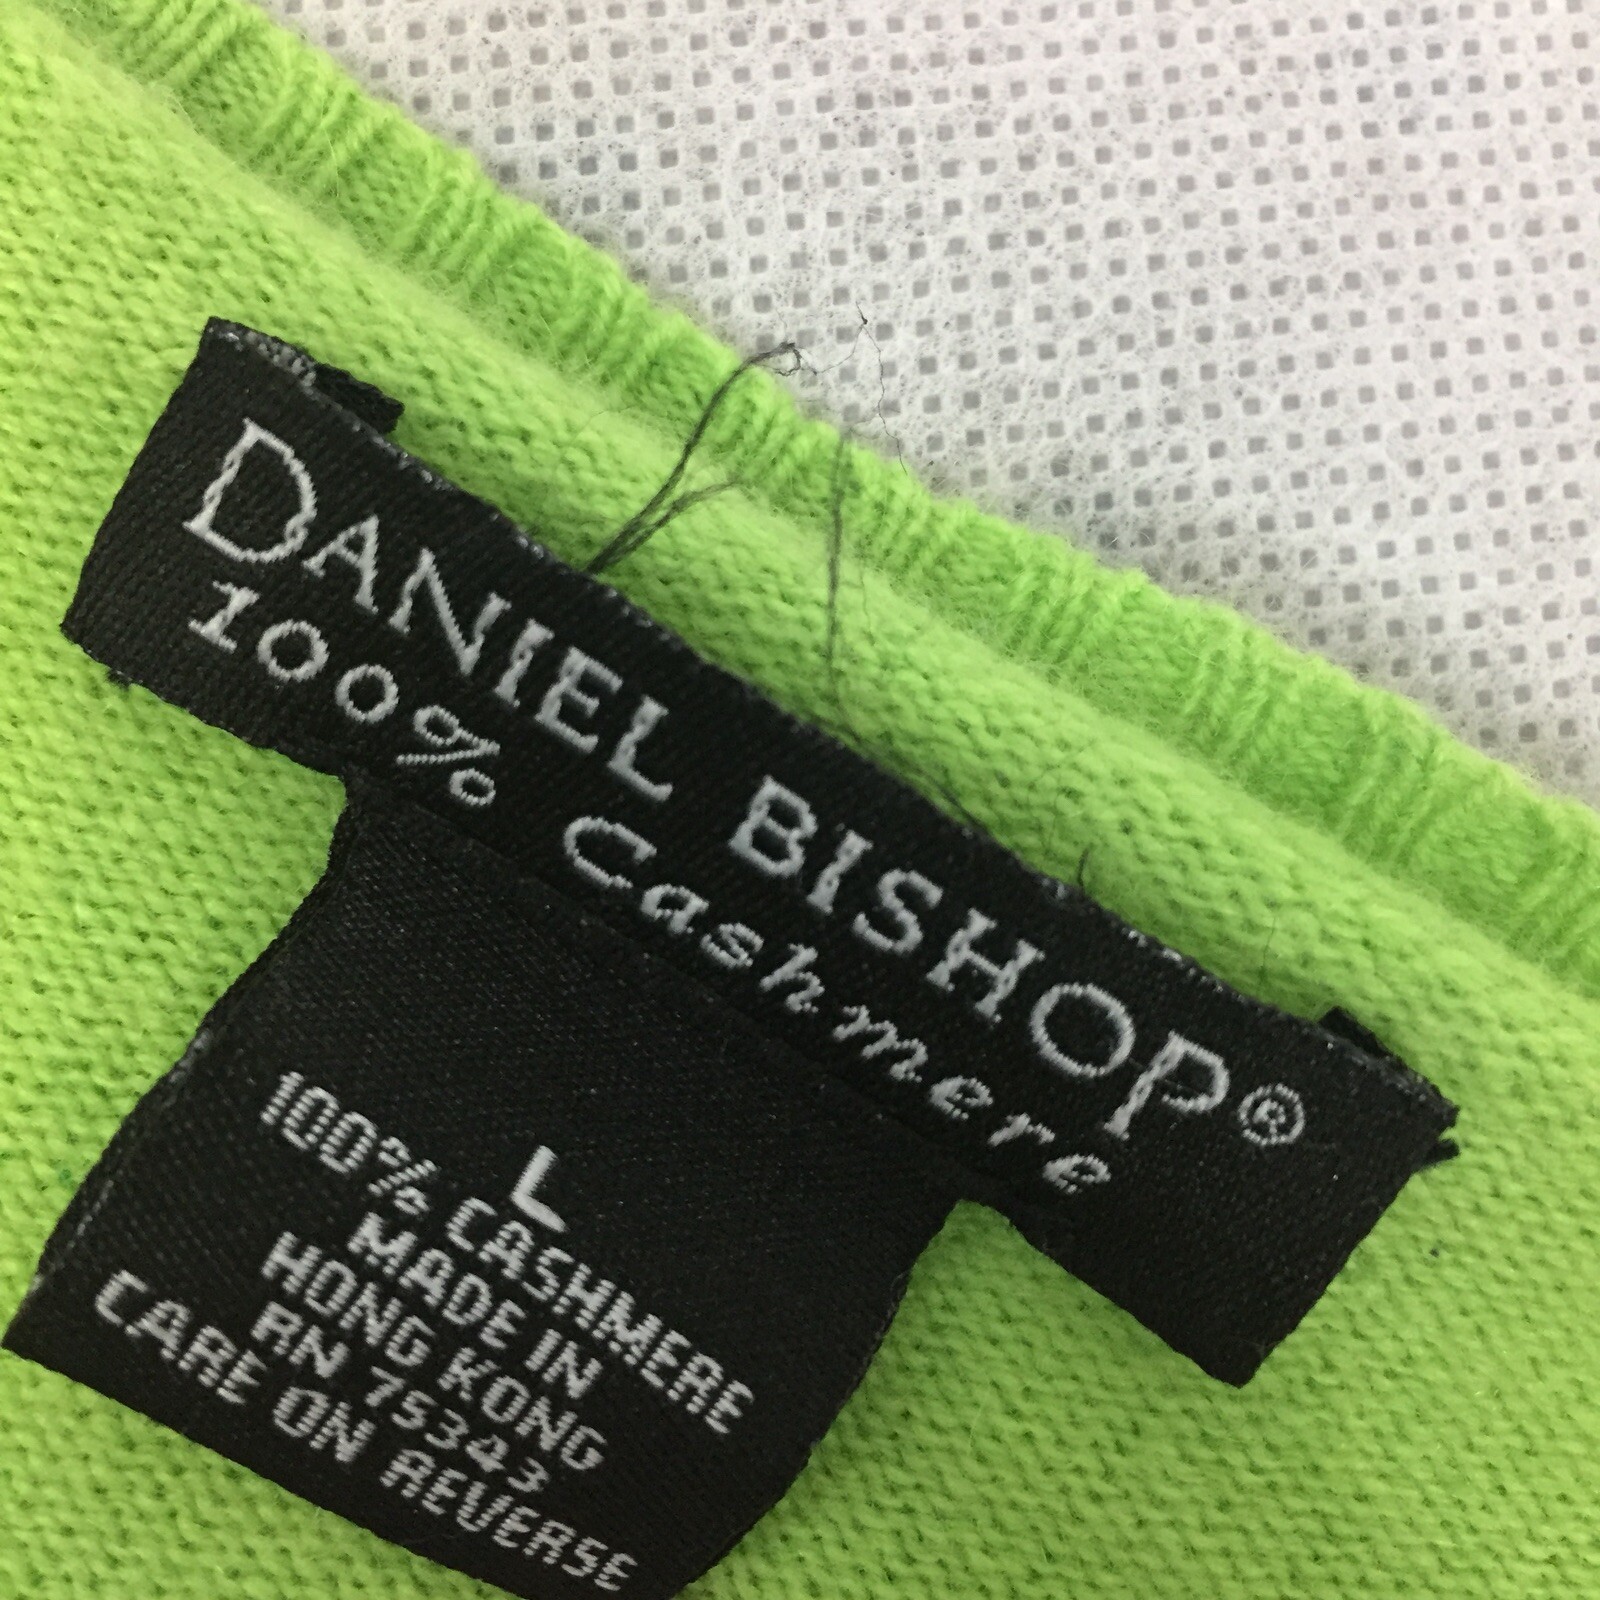 DANIEL BISHOP®
100% Cashmere
L
100% CASHMERE
MADE IN
HONG KONG
RN 75343
CARE ON REVERSE